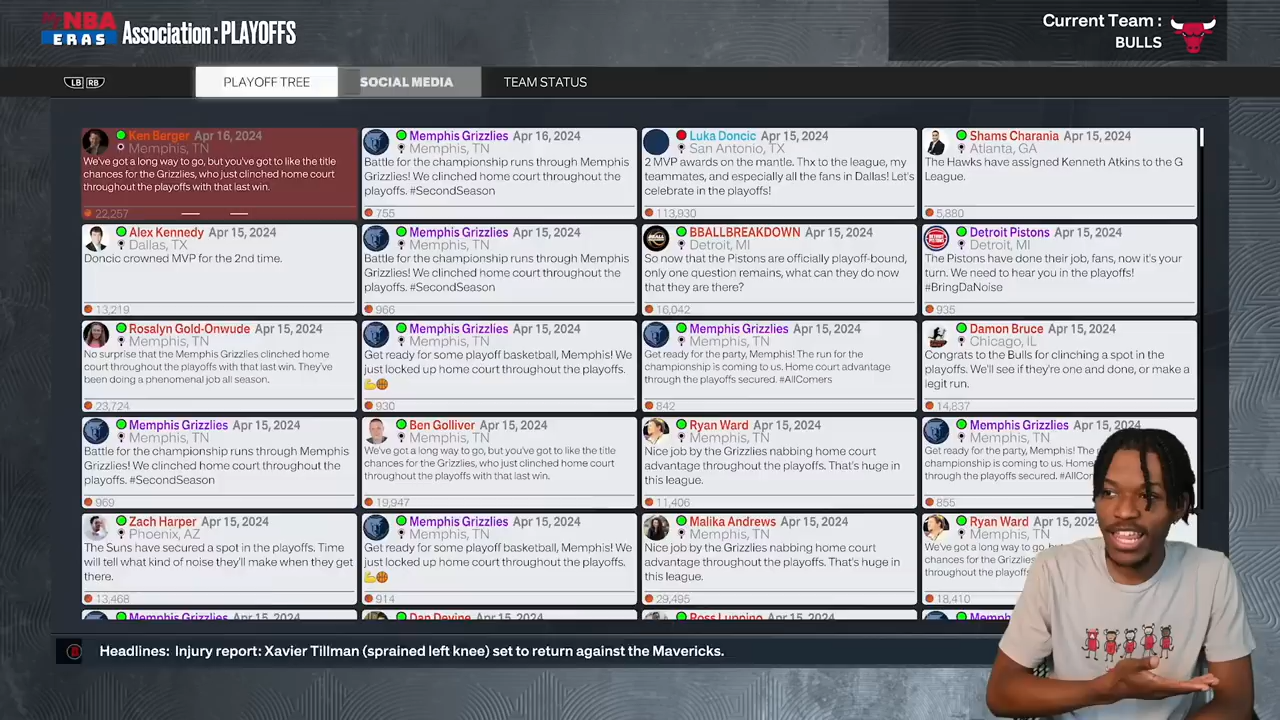 NBA
ERAS
Association : PLAYOFFS
Current Team :
BULLS
LB RB
PLAYOFF TREE
SOCIAL MEDIA
TEAM STATUS
Ken Berger Apr 16, 2024
Memphis, TN
We've got a long way to go, but you've got to like the title
chances for the Grizzlies, who just clinched home court
throughout the playoffs with that last win.
22,257
Memphis Grizzlies Apr 16, 2024
Memphis, TN
Battle for the championship runs through Memphis
Grizzlies! We clinched home court throughout the
playoffs. #SecondSeason
755
Luka Doncic Apr 15, 2024
San Antonio, TX
2 MVP awards on the mantle. Thx to the league, my
teammates, and especially all the fans in Dallas! Let's
celebrate in the playoffs!
113,930
Shams Charania Apr 15, 2024
Atlanta, GA
The Hawks have assigned Kenneth Atkins to the G
League.
5,880
Alex Kennedy Apr 15, 2024
Dallas, TX
Doncic crowned MVP for the 2nd time.
13,219
Memphis Grizzlies Apr 15, 2024
Memphis, TN
Battle for the championship runs through Memphis
Grizzlies! We clinched home court throughout the
playoffs. #SecondSeason
966
BBALLBREAKDOWN Apr 15, 2024
Detroit, MI
So now that the Pistons are officially playoff-bound,
only one question remains, what can they do now
that they are there?
16,042
Detroit Pistons Apr 15, 2024
Detroit, MI
The Pistons have done their job, fans, now it's your
turn. We need to hear you in the playoffs!
#BringDaNoise
935
Rosalyn Gold-Onwude Apr 15, 2024
Memphis, TN
No surprise that the Memphis Grizzlies clinched home
court throughout the playoffs with that last win. They've
been doing a phenomenal job all season.
23,724
Memphis Grizzlies Apr 15, 2024
Memphis, TN
Get ready for some playoff basketball, Memphis! We
just locked up home court throughout the playoffs.
💪🏀
930
Memphis Grizzlies Apr 15, 2024
Memphis, TN
Get ready for the party, Memphis! The run for the
championship is coming to us. Home court advantage
through the playoffs secured. #AllComers
842
Damon Bruce Apr 15, 2024
Chicago, IL
Congrats to the Bulls for clinching a spot in the
playoffs. We'll see if they're one and done, or make a
legit run.
14,837
Memphis Grizzlies Apr 15, 2024
Memphis, TN
Battle for the championship runs through Memphis
Grizzlies! We clinched home court throughout the
playoffs. #SecondSeason
969
Ben Golliver Apr 15, 2024
Memphis, TN
We've got a long way to go, but you've got to like the title
chances for the Grizzlies, who just clinched home court
throughout the playoffs with that last win.
19,947
Ryan Ward Apr 15, 2024
Memphis, TN
Nice job by the Grizzlies nabbing home court
advantage throughout the playoffs. That's huge in
this league.
11,406
Memphis Grizzlies Apr 15, 2024
Memphis, TN
Get ready for the party, Memphis! The
championship is coming to us. Home
through the playoffs secured.
855
Zach Harper Apr 15, 2024
Phoenix, AZ
The Suns have secured a spot in the playoffs. Time
will tell what kind of noise they'll make when they get
there.
13,468
Memphis Grizzlies Apr 15, 2024
Memphis, TN
Get ready for some playoff basketball, Memphis! We
just locked up home court throughout the playoffs.
💪🏀
914
Malika Andrews Apr 15, 2024
Memphis, TN
Nice job by the Grizzlies nabbing home court
advantage throughout the playoffs. That's huge in
this league.
29,495
Ryan Ward Apr 15, 2024
Memphis, TN
We've got a long way to go,
chances for the Grizzlies
throughout the playoffs
18,410
Memphis Grizzlies Apr 15, 2024
Dan Devine Apr 15, 2024
Apr 15, 2024
Headlines: Injury report: Xavier Tillman (sprained left knee) set to return against the Mavericks.